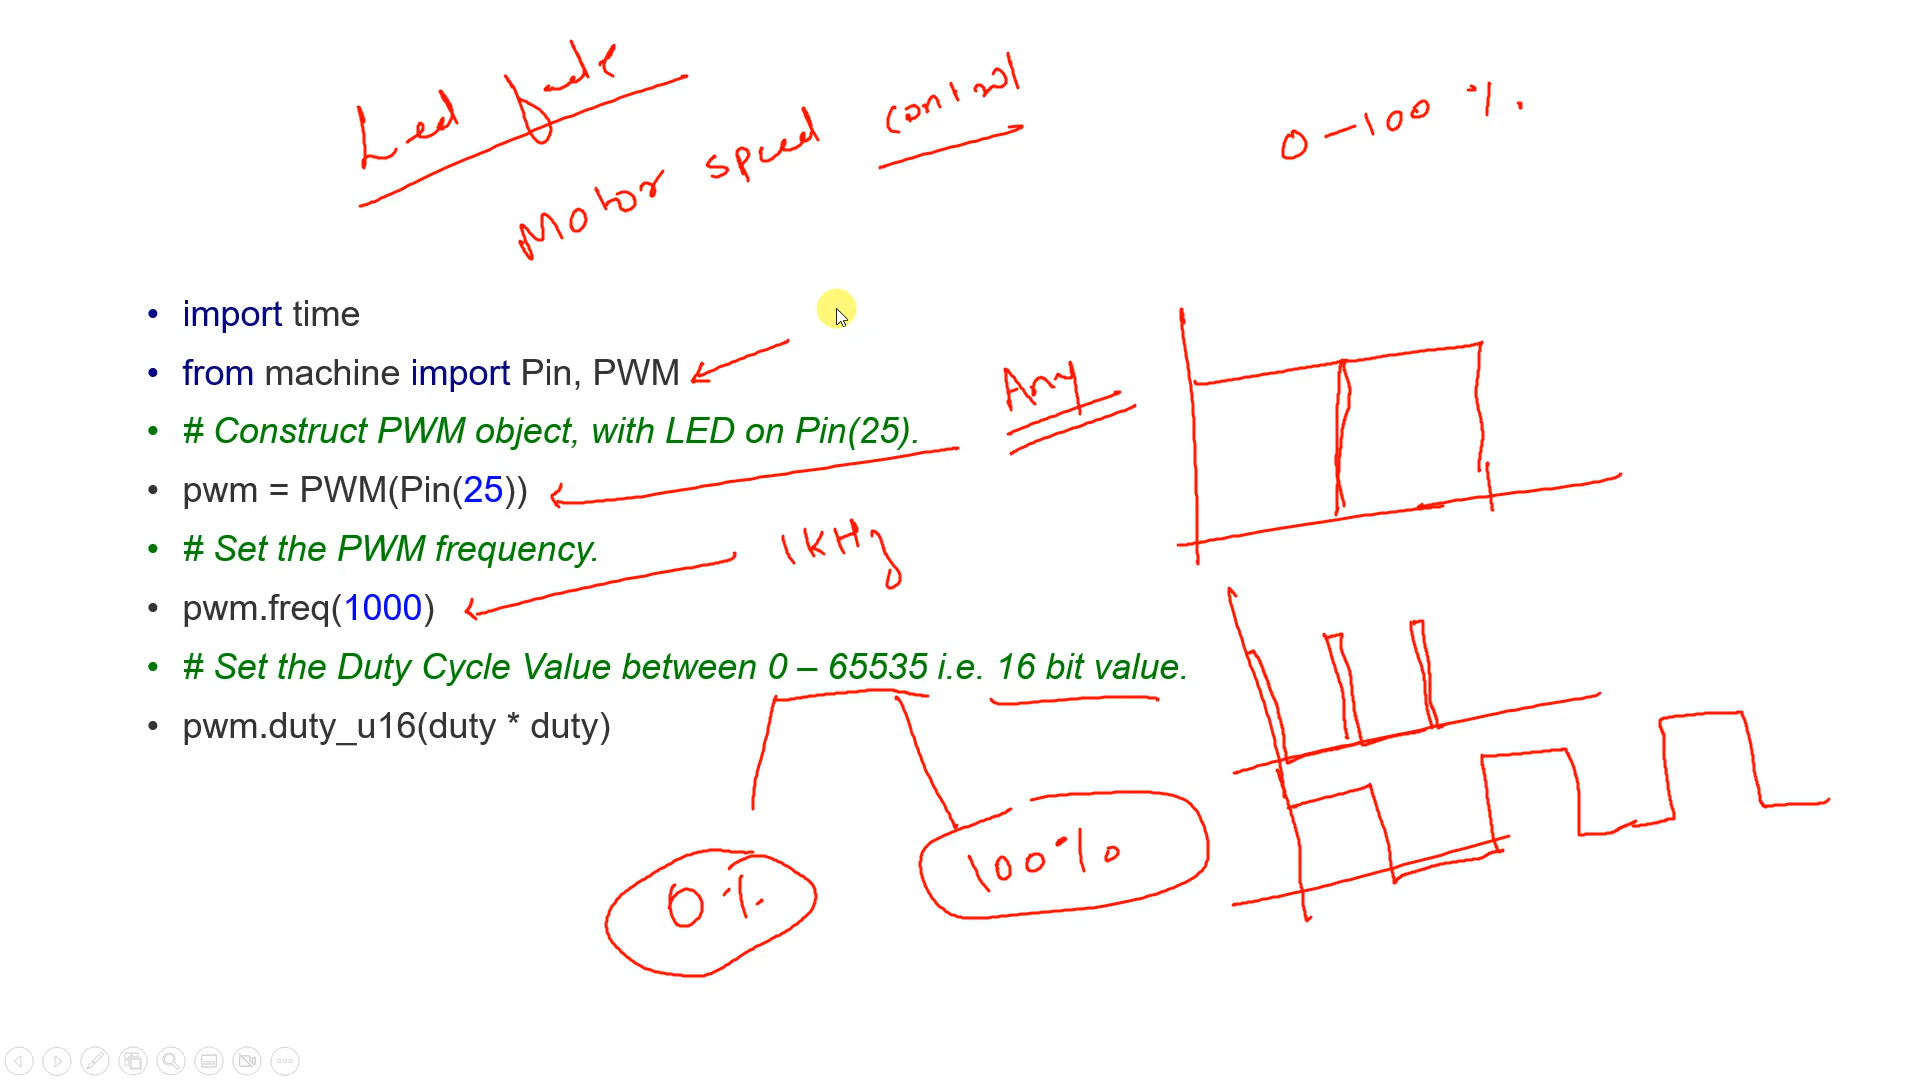 Led fade
Motor speed control
0-100 %.
• import time
• from machine import Pin, PWM
Any
• # Construct PWM object, with LED on Pin(25).
• pwm = PWM(Pin(25))
• # Set the PWM frequency.
1KHz
• pwm.freq(1000)
• # Set the Duty Cycle Value between 0 – 65535 i.e. 16 bit value.
• pwm.duty_u16(duty * duty)
0%
100%